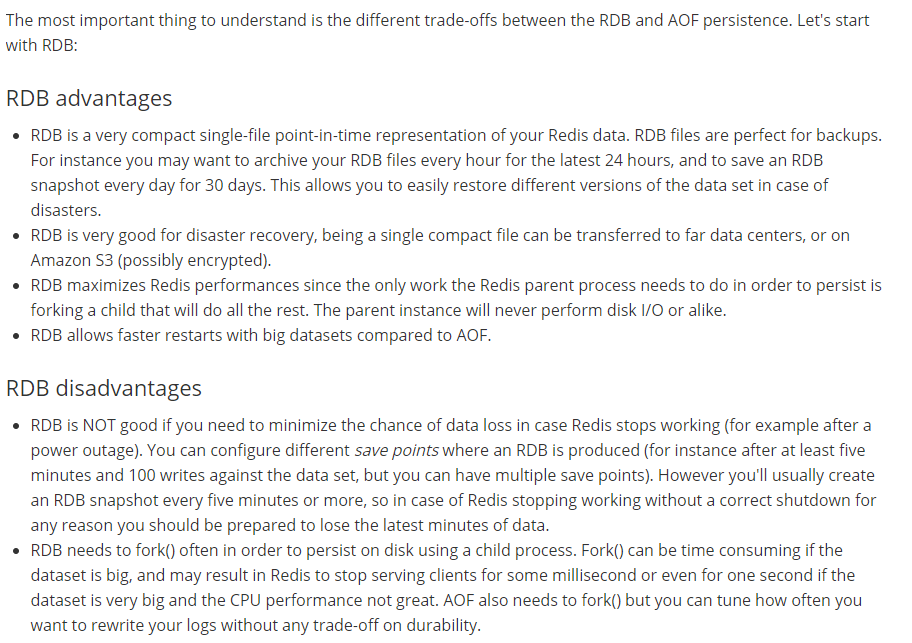 The most important thing to understand is the different trade-offs between the RDB and AOF persistence. Let's start
with RDB:
RDB advantages
• RDB is a very compact single-file point-in-time representation of your Redis data. RDB files are perfect for backups.
For instance you may want to archive your RDB files every hour for the latest 24 hours, and to save an RDB
snapshot every day for 30 days. This allows you to easily restore different versions of the data set in case of
disasters.
• RDB is very good for disaster recovery, being a single compact file can be transferred to far data centers, or on
Amazon S3 (possibly encrypted).
• RDB maximizes Redis performances since the only work the Redis parent process needs to do in order to persist is
forking a child that will do all the rest. The parent instance will never perform disk I/O or alike.
• RDB allows faster restarts with big datasets compared to AOF.
RDB disadvantages
• RDB is NOT good if you need to minimize the chance of data loss in case Redis stops working (for example after a
power outage). You can configure different save points where an RDB is produced (for instance after at least five
minutes and 100 writes against the data set, but you can have multiple save points). However you'll usually create
an RDB snapshot every five minutes or more, so in case of Redis stopping working without a correct shutdown for
any reason you should be prepared to lose the latest minutes of data.
• RDB needs to fork() often in order to persist on disk using a child process. Fork() can be time consuming if the
dataset is big, and may result in Redis to stop serving clients for some millisecond or even for one second if the
dataset is very big and the CPU performance not great. AOF also needs to fork() but you can tune how often you
want to rewrite your logs without any trade-off on durability.